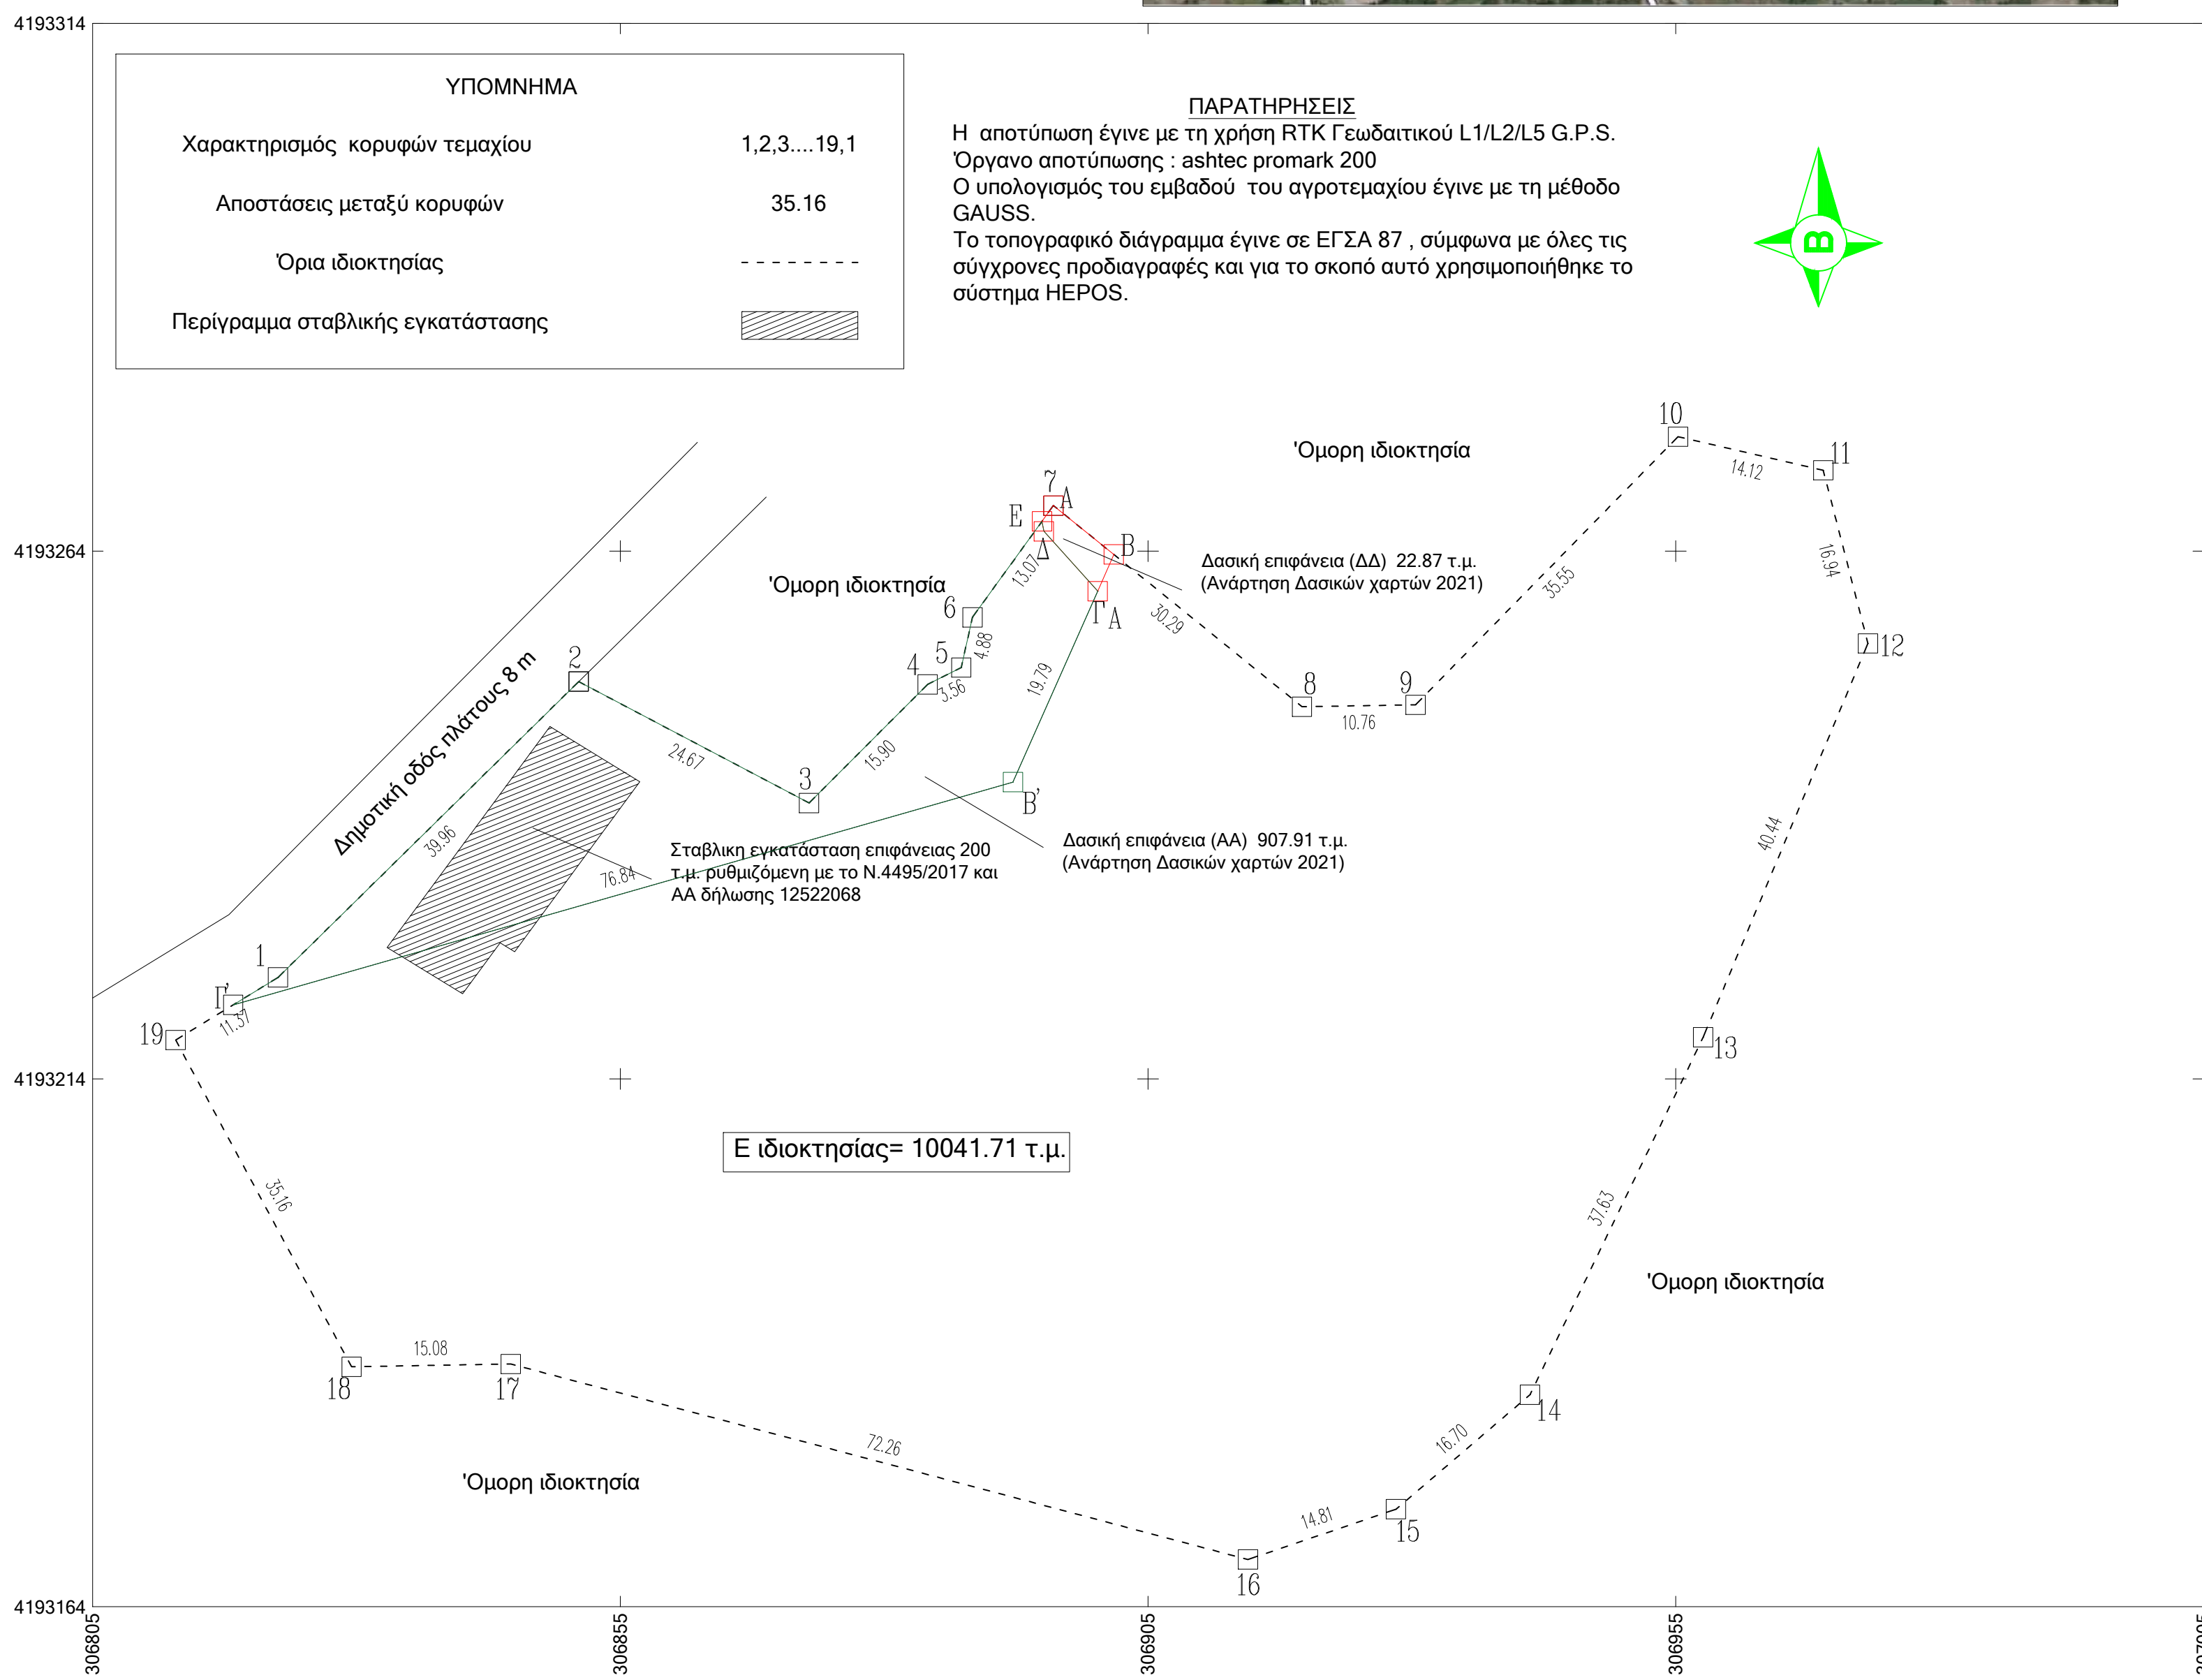 4193314
ΥΠΟΜΝΗΜΑ
Χαρακτηρισμός κορυφών τεμαχίου 1,2,3....19,1
Αποστάσεις μεταξύ κορυφών 35.16
Όρια ιδιοκτησίας
Περίγραμμα σταβλικής εγκατάστασης
ΠΑΡΑΤΗΡΗΣΕΙΣ
Η αποτύπωση έγινε με τη χρήση RTK Γεωδαιτικού L1/L2/L5 G.P.S.
Όργανο αποτύπωσης : ashtec promark 200
Ο υπολογισμός του εμβαδού του αγροτεμαχίου έγινε με τη μέθοδο
GAUSS.
Το τοπογραφικό διάγραμμα έγινε σε ΕΓΣΑ 87 , σύμφωνα με όλες τις
σύγχρονες προδιαγραφές και για το σκοπό αυτό χρησιμοποιήθηκε το
σύστημα HEPOS.
Β
10
'Ομορη ιδιοκτησία
11
14.12
7
Α
Ε
Δ
Β
4193264
16.94
13.07
Δασική επιφάνεια (ΔΔ) 22.87 τ.μ.
(Ανάρτηση Δασικών χαρτών 2021)
35.55
'Ομορη ιδιοκτησία
6
Γ
Α
30.29
4.88
12
2
4
5
3.56
19.79
8
9
10.76
Δημοτική οδός πλάτους 8 m
24.67
15.90
3
Β'
39.96
40.44
Δασική επιφάνεια (ΑΑ) 907.91 τ.μ.
(Ανάρτηση Δασικών χαρτών 2021)
Σταβλικη εγκατάσταση επιφάνειας 200
τ.μ. ρυθμιζόμενη με το Ν.4495/2017 και
ΑΑ δήλωσης 12522068
76.84
1
Γ'
11.37
19
13
4193214
Ε ιδιοκτησίας= 10041.71 τ.μ.
35.16
37.63
'Ομορη ιδιοκτησία
15.08
18
17
14
16.70
72.26
'Ομορη ιδιοκτησία
14.81
15
16
4193164
306805
306855
306905
306955